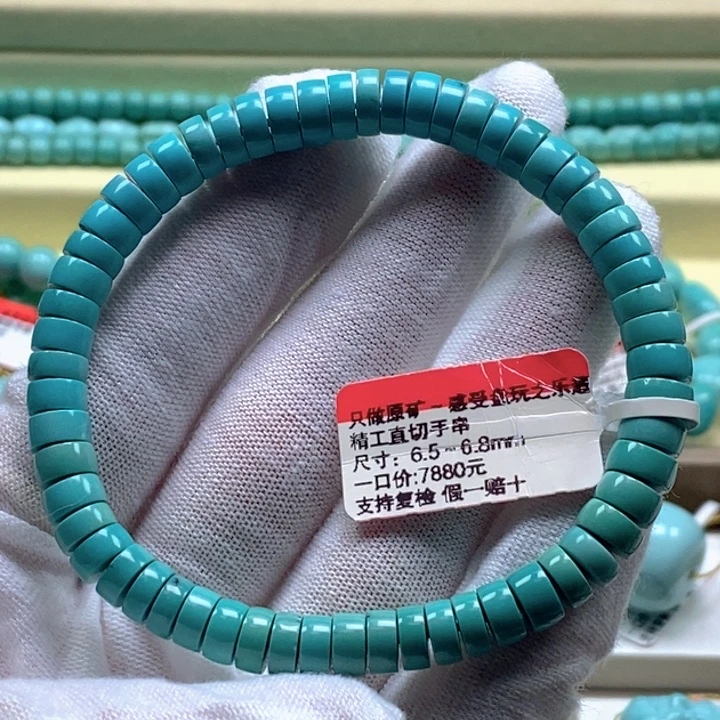 只做原矿～感受盘玩之乐道
精工直切手串
尺寸: 6.5～6.8mm
一口价:7880元
支持复检 假一赔十